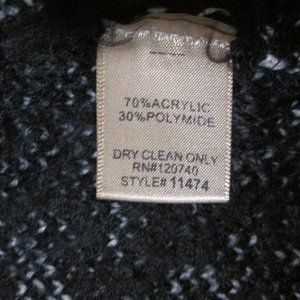 70%ACRYLIC
30%POLYMIDE
DRY CLEAN ONLY
RN#120740
STYLE# 11474